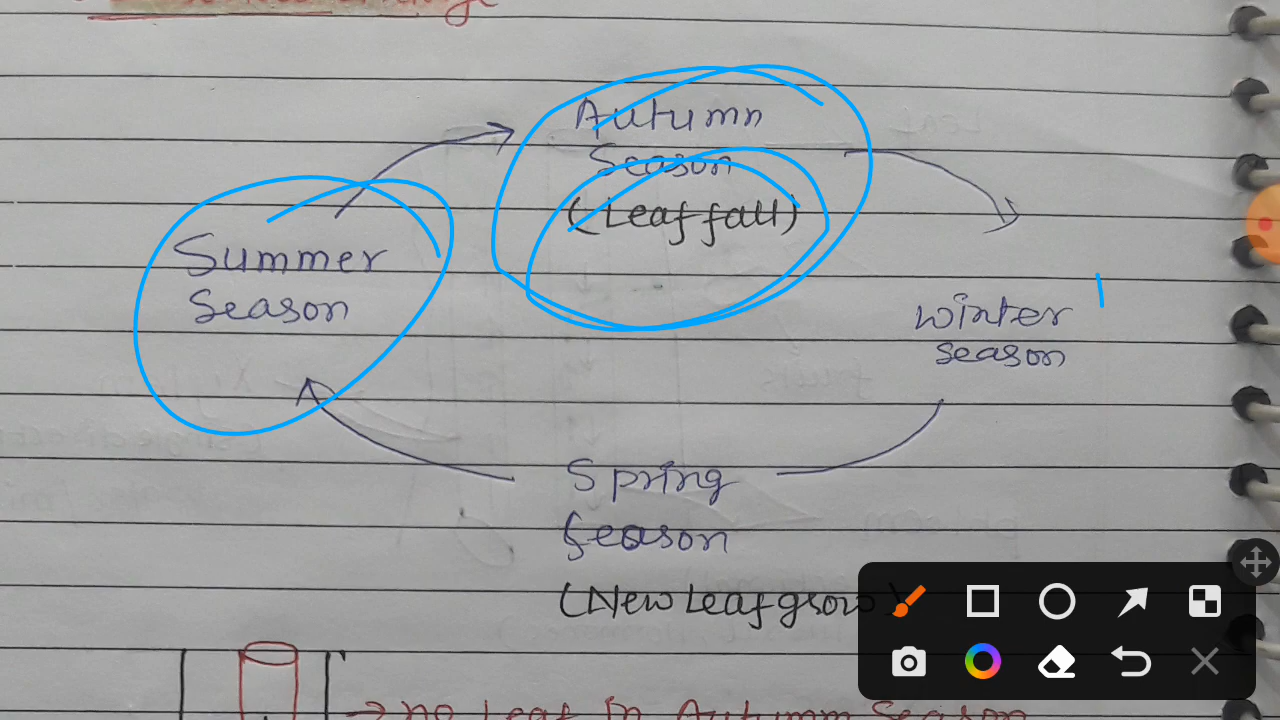 Autumn
Season
(Leaf fall)
Summer
Season
Winter
season
Spring
Season
(New Leaf grow)
→ no Leaf in Autumn Season